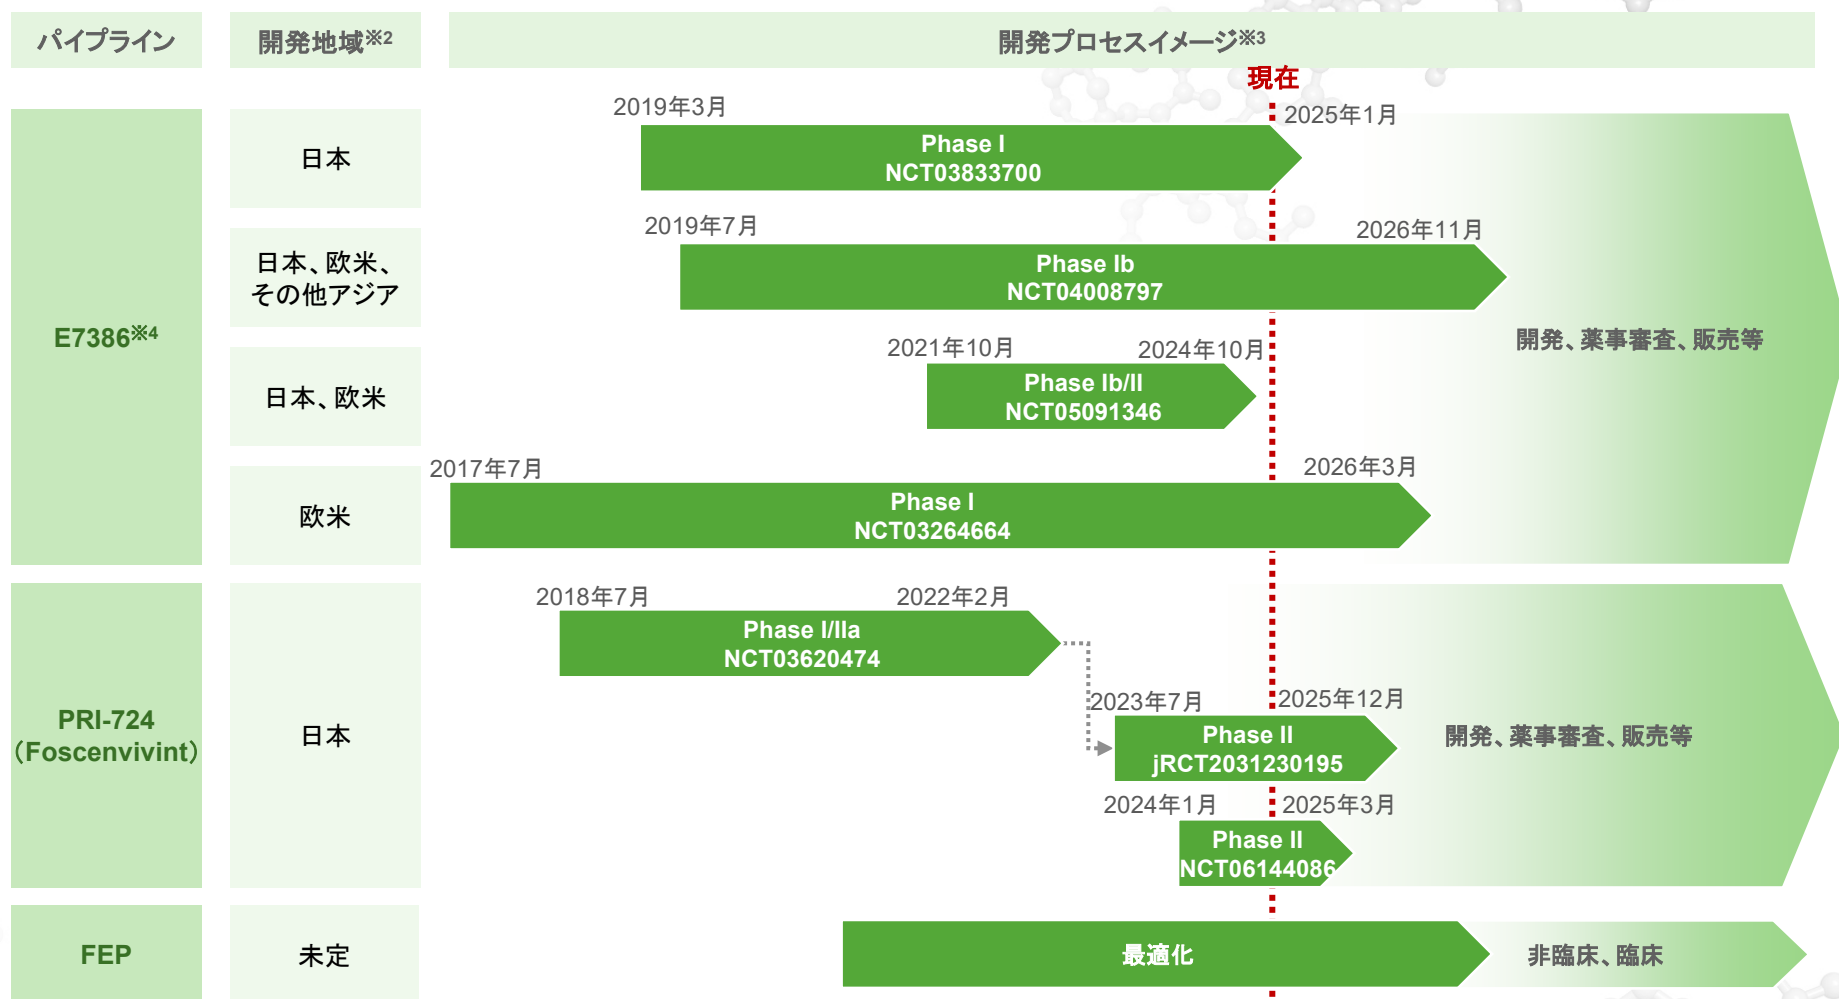 パイプライン
開発地域※2
開発プロセスイメージ※3
現在
E7386※4
日本
2019年3月
2025年1月
Phase I
NCT03833700
日本、欧米、
その他アジア
2019年7月
2026年11月
Phase Ib
NCT04008797
日本、欧米
2021年10月
2024年10月
Phase Ib/II
NCT05091346
欧米
2017年7月
2026年3月
Phase I
NCT03264664
開発、薬事審査、販売等
PRI-724
（Foscenvivint）
日本
2018年7月
2022年2月
Phase I/IIa
NCT03620474
2023年7月
2025年12月
Phase II
jRCT2031230195
2024年1月
2025年3月
Phase II
NCT06144086
開発、薬事審査、販売等
FEP
未定
最適化
非臨床、臨床